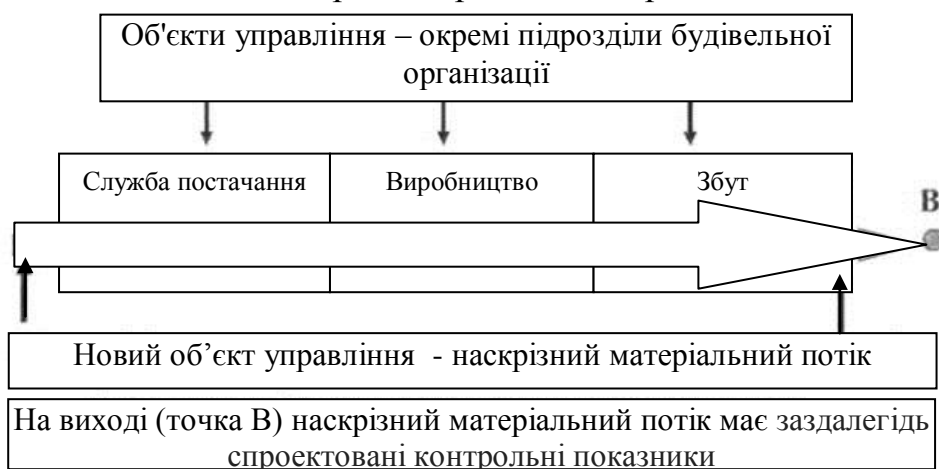 Об'єкти управління – окремі підрозділи будівельної
організації
Служба постачання
Виробництво
Збут
В
Новий об’єкт управління - наскрізний матеріальний потік
На виході (точка В) наскрізний матеріальний потік має заздалегідь
спроектовані контрольні показники